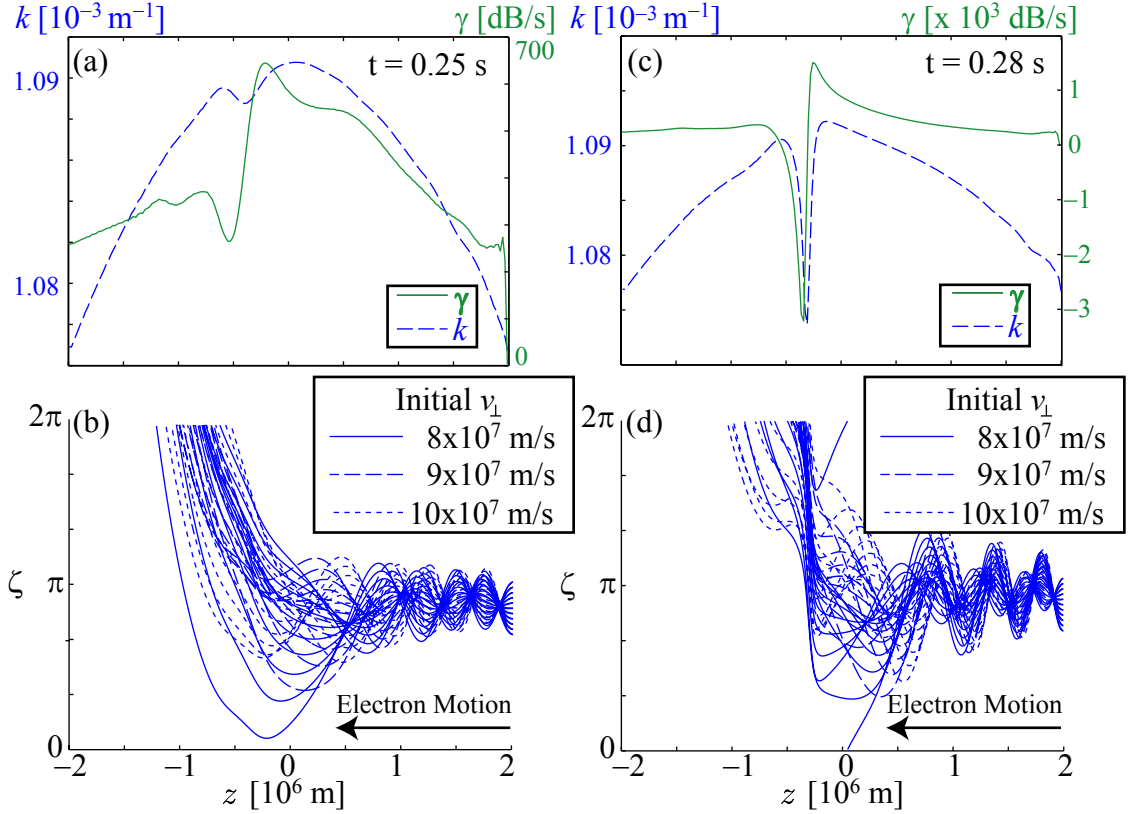 k [10⁻³ m⁻¹] γ [dB/s] k [10⁻³ m⁻¹] γ [x 10³ dB/s]
(a) t = 0.25 s 700 (c) t = 0.28 s
1.09 1.09 1
0
1.08 1.08 −1
−2
γ γ
k k −3
0
2π (b) Initial v⊥ 2π (d) Initial v⊥
8x10⁷ m/s 8x10⁷ m/s
9x10⁷ m/s 9x10⁷ m/s
10x10⁷ m/s 10x10⁷ m/s
ζ π ζ π
Electron Motion Electron Motion
0 0
−2 −1 0 1 2 −2 −1 0 1 2
z [10⁶ m] z [10⁶ m]